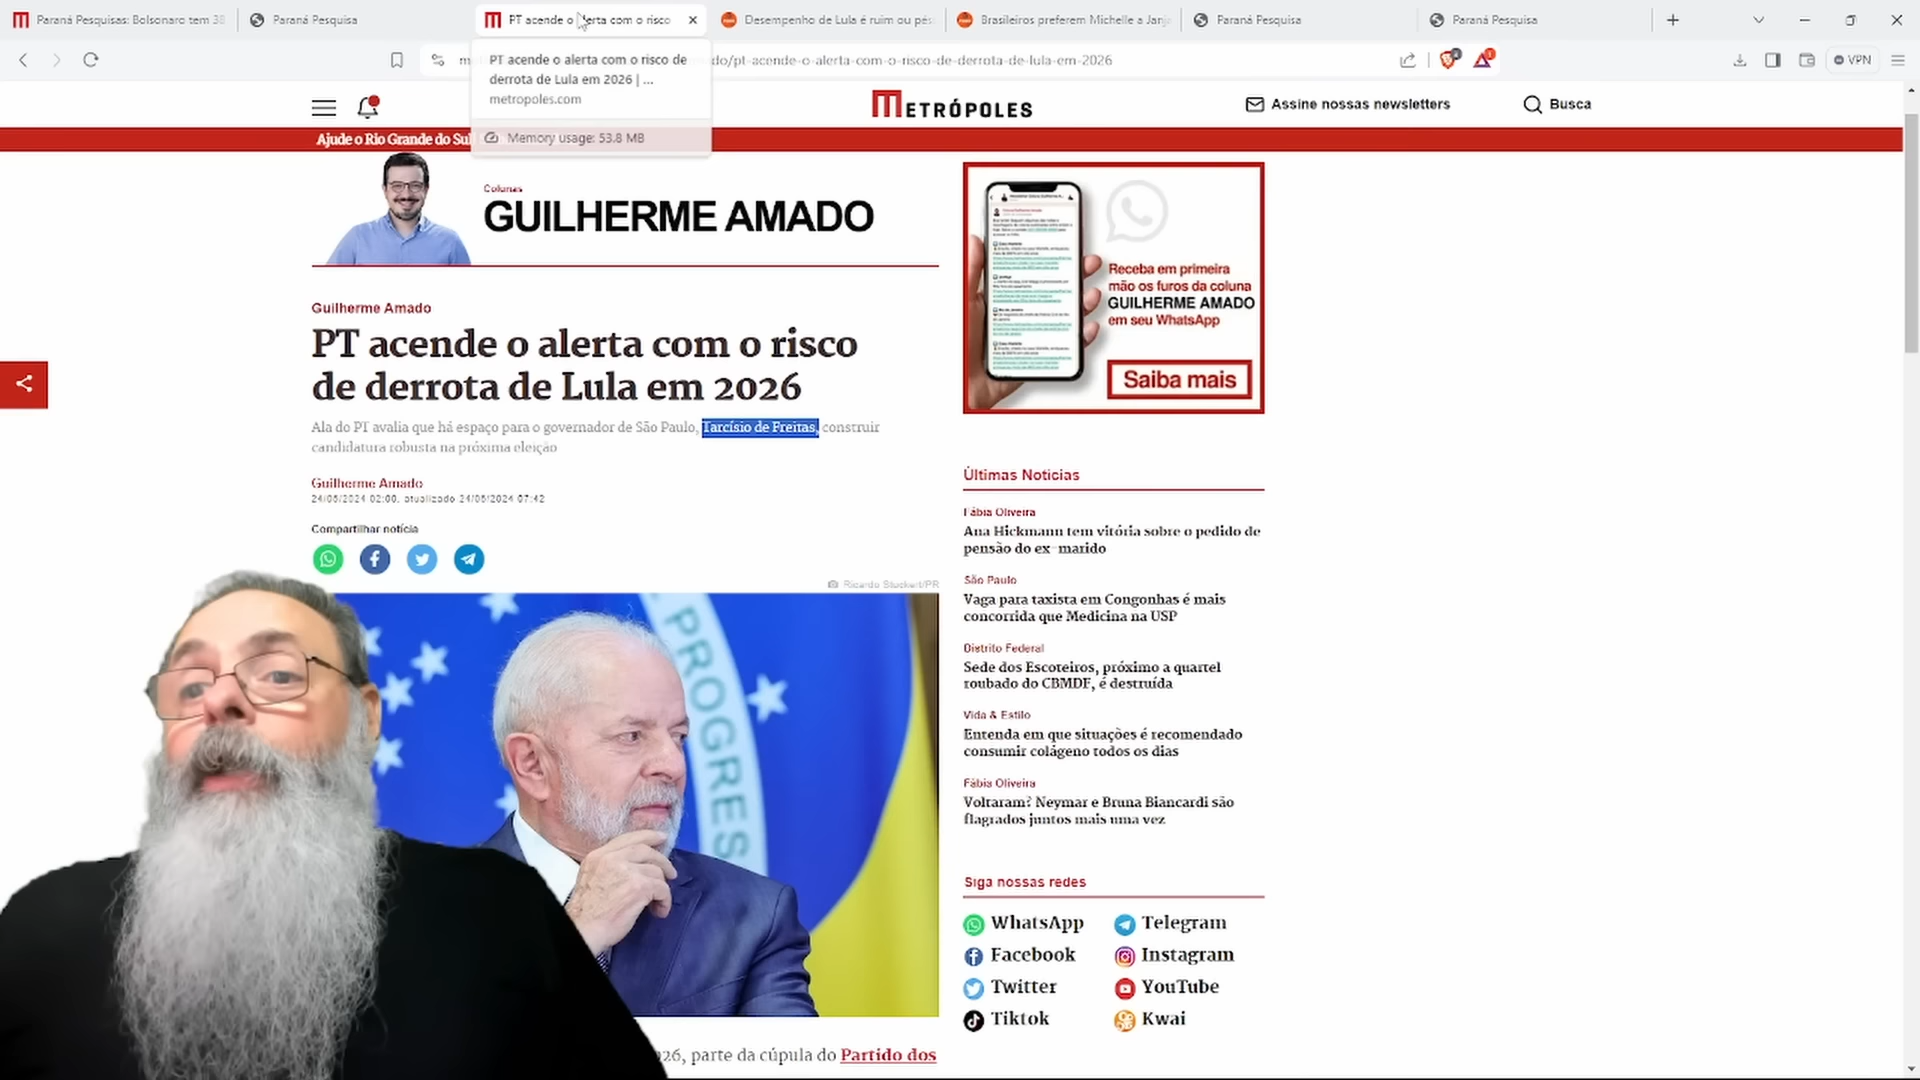 Paraná Pesquisas: Bolsonaro tem 38
Paraná Pesquisa
PT acende o alerta com o risco
Desempenho de Lula é ruim ou pés
Brasileiros preferem Michelle a Janja
Paraná Pesquisa
Paraná Pesquisa
PT acende o alerta com o risco de
derrota de Lula em 2026 | ...
metropoles.com
Memory usage: 53.8 MB
/pt-acende-o-alerta-com-o-risco-de-derrota-de-lula-em-2026
VPN
METRÓPOLES
Assine nossas newsletters
Busca
Ajude o Rio Grande do Sul
Colunas
GUILHERME AMADO
Guilherme Amado
PT acende o alerta com o risco
de derrota de Lula em 2026
Ala do PT avalia que há espaço para o governador de São Paulo, Tarcísio de Freitas, construir
candidatura robusta na próxima eleição
Guilherme Amado
24/06/2024 02:00, atualizado 24/06/2024 07:42
Compartilhar notícia
Ricardo Stuckert/PR
PROGRES
26, parte da cúpula do Partido dos
Receba em primeira
mão os furos da coluna
GUILHERME AMADO
em seu WhatsApp
Saiba mais
Últimas Notícias
Fábia Oliveira
Ana Hickmann tem vitória sobre o pedido de
pensão do ex-marido
São Paulo
Vaga para taxista em Congonhas é mais
concorrida que Medicina na USP
Distrito Federal
Sede dos Escoteiros, próximo a quartel
roubado do CBMDF, é destruída
Vida & Estilo
Entenda em que situações é recomendado
consumir colágeno todos os dias
Fábia Oliveira
Voltaram? Neymar e Bruna Biancardi são
flagrados juntos mais uma vez
Siga nossas redes
WhatsApp
Telegram
Facebook
Instagram
Twitter
YouTube
Tiktok
Kwai